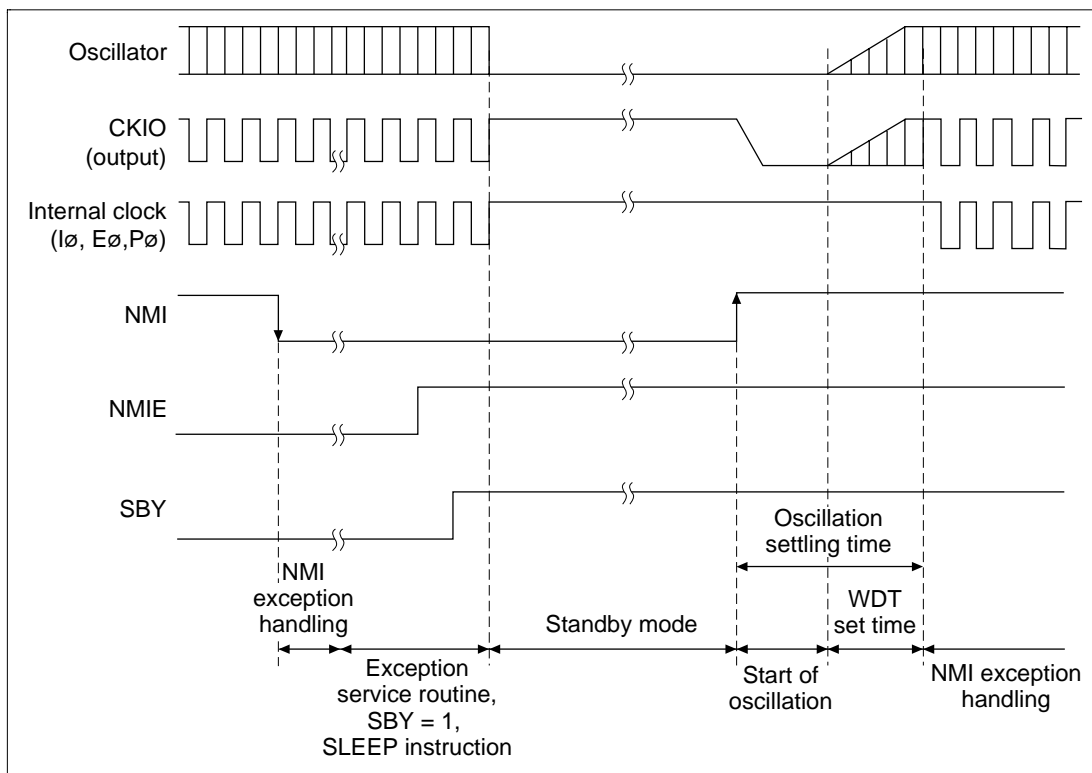 Oscillator
CKIO
(output)
Internal clock
(Iø, Eø,Pø)
NMI
NMIE
SBY
Oscillation
settling time
NMI
exception
handling
WDT
set time
Standby mode
Exception
service routine,
SBY = 1,
SLEEP instruction
Start of
oscillation
NMI exception
handling